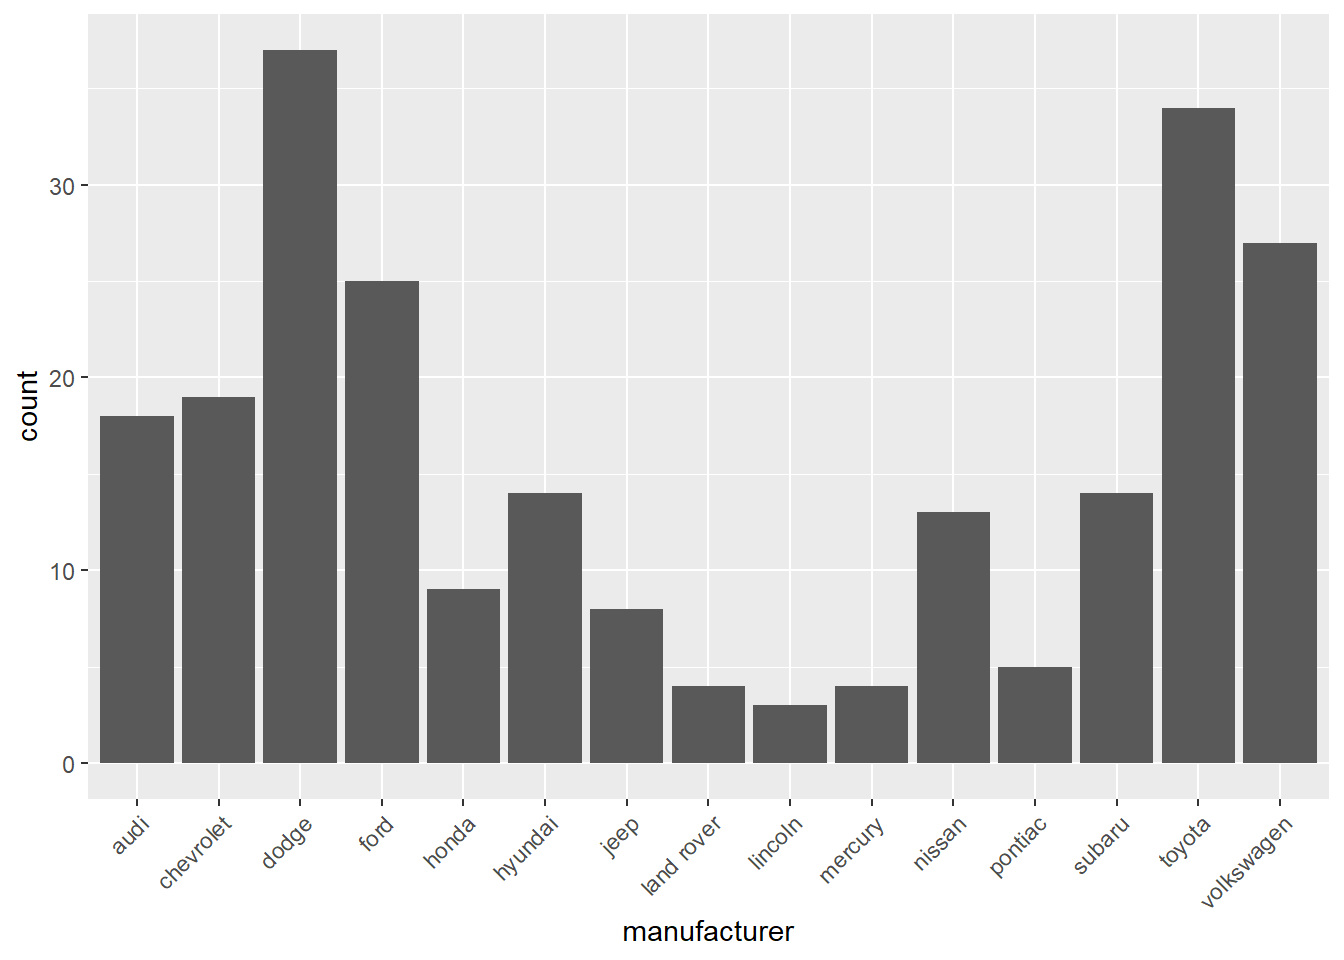 count
30
20
10
0
audi
chevrolet
dodge
ford
honda
hyundai
jeep
land rover
lincoln
mercury
nissan
pontiac
subaru
toyota
volkswagen
manufacturer